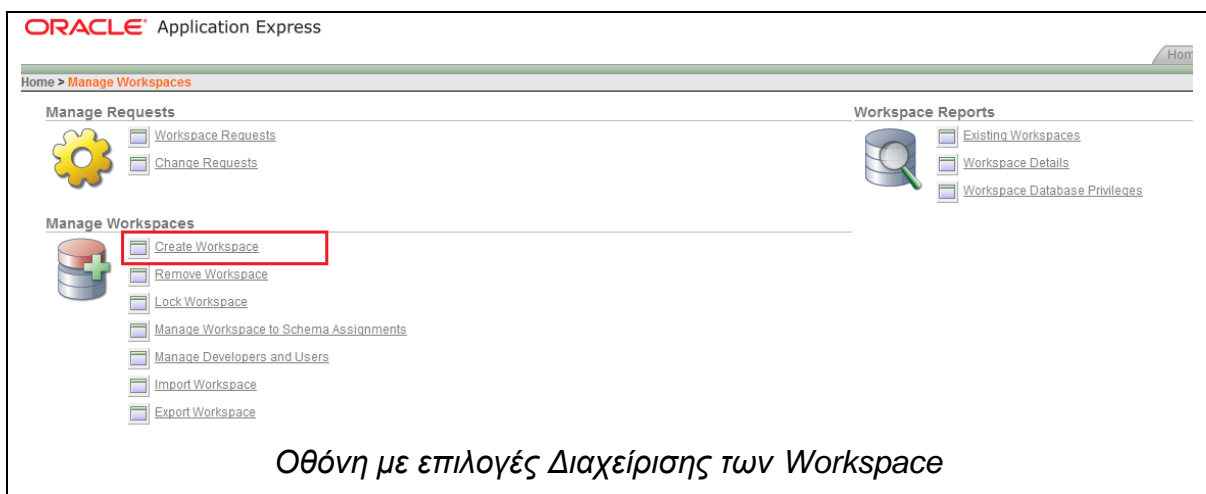 ORACLE Application Express
Hom
Home > Manage Workspaces
Manage Requests
Workspace Requests
Change Requests
Workspace Reports
Existing Workspaces
Workspace Details
Workspace Database Privileges
Manage Workspaces
Create Workspace
Remove Workspace
Lock Workspace
Manage Workspace to Schema Assignments
Manage Developers and Users
Import Workspace
Export Workspace
Οθόνη με επιλογές Διαχείρισης των Workspace